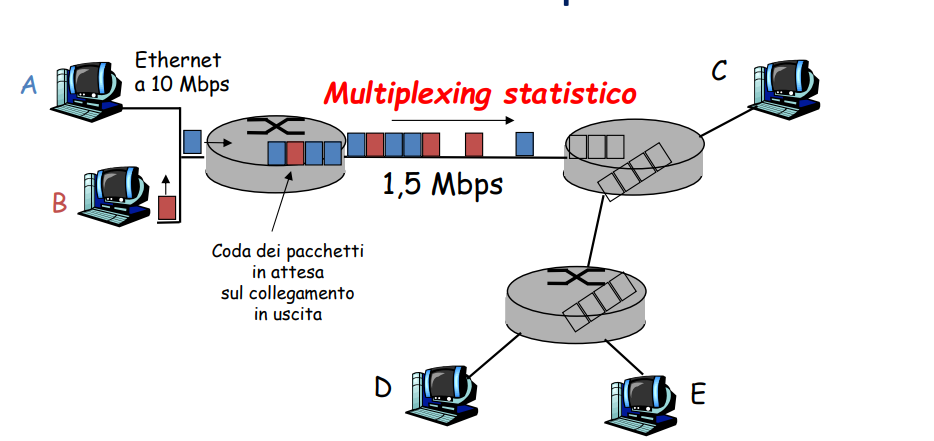 A
Ethernet
a 10 Mbps
Multiplexing statistico
C
B
1,5 Mbps
Coda dei pacchetti
in attesa
sul collegamento
in uscita
D
E